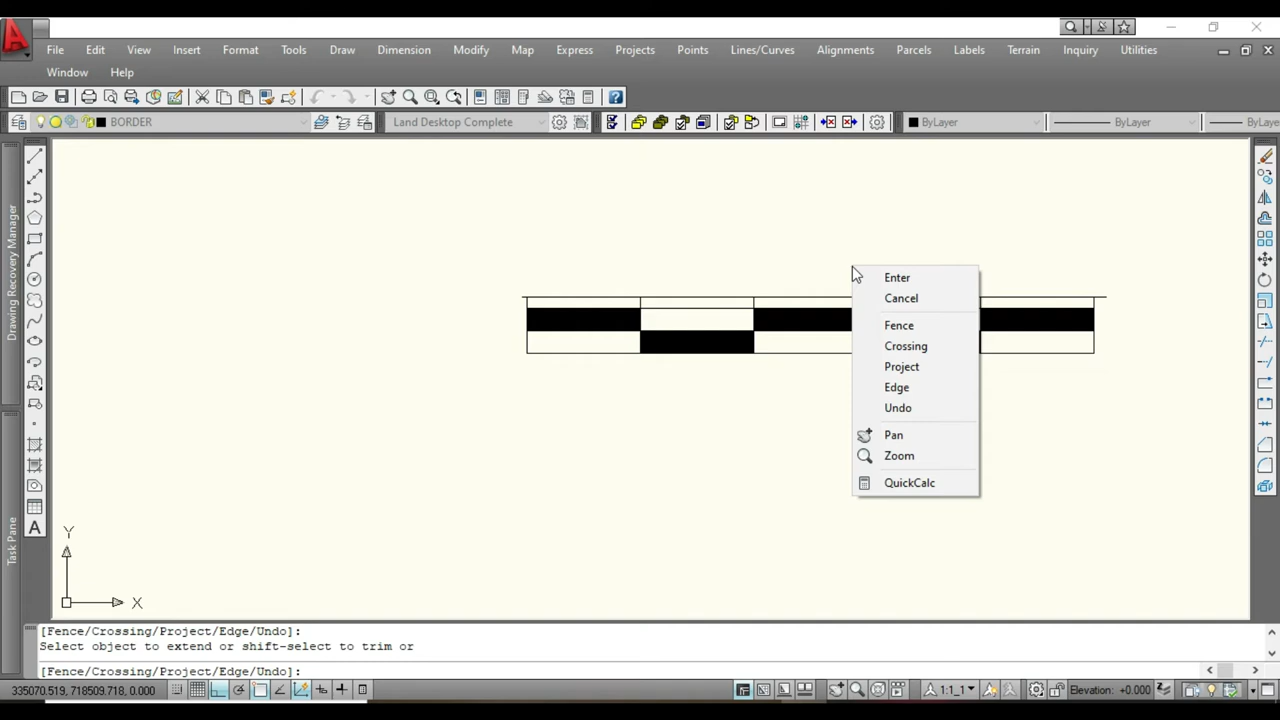 File Edit View Insert Format Tools Draw Dimension Modify Map Express Projects Points Lines/Curves Alignments Parcels Labels Terrain Inquiry Utilities
Window Help
BORDER
Land Desktop Complete
ByLayer
ByLayer
ByLayer
Drawing Recovery Manager
Task Pane
A
Enter
Cancel
Fence
Crossing
Project
Edge
Undo
Pan
Zoom
QuickCalc
Y
X
[Fence/Crossing/Project/Edge/Undo]:
Select object to extend or shift-select to trim or
[Fence/Crossing/Project/Edge/Undo]:
335070.519, 718509.718, 0.000
1:1
Elevation: +0.000